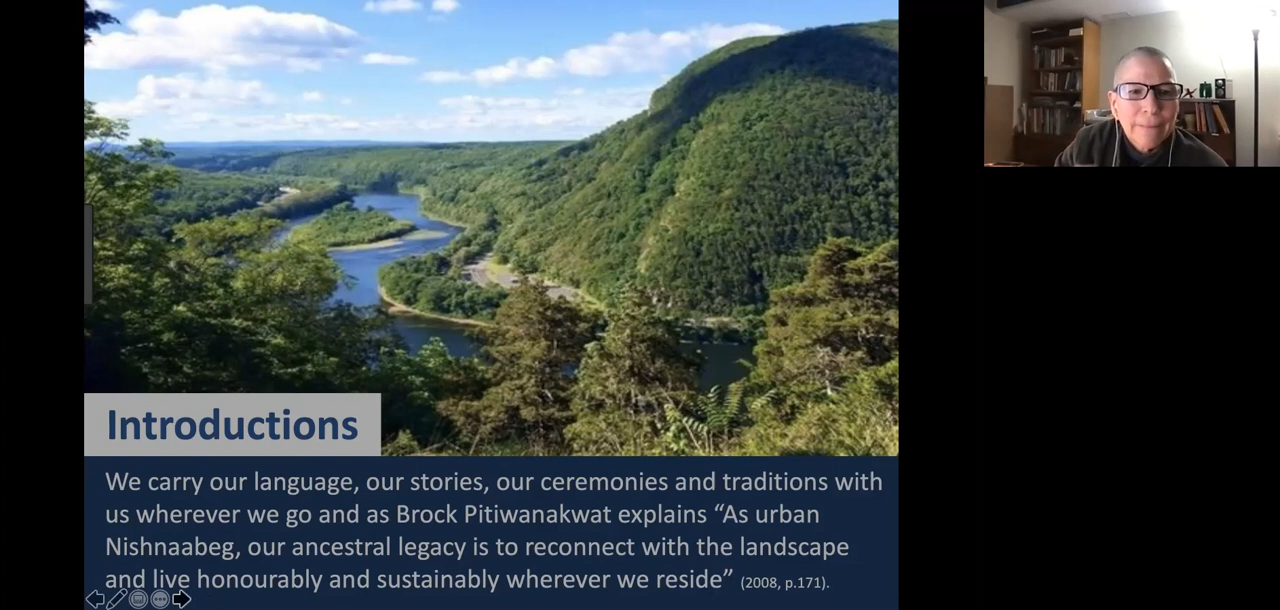 Introductions
We carry our language, our stories, our ceremonies and traditions with
us wherever we go and as Brock Pitiwanakwat explains “As urban
Nishnaabeg, our ancestral legacy is to reconnect with the landscape
and live honourably and sustainably wherever we reside” (2008, p.171).